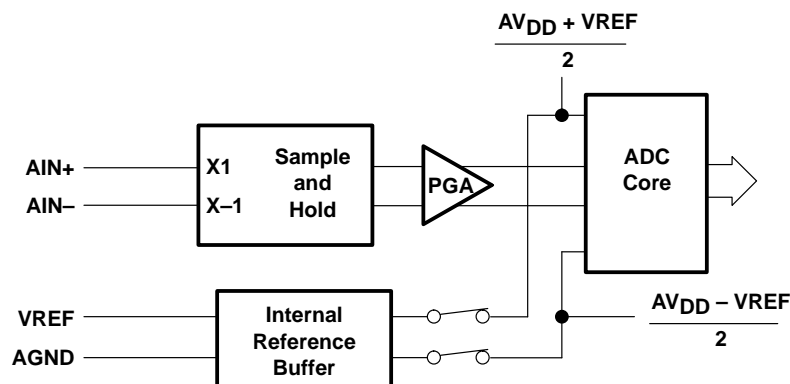 AVDD + VREF
2
AIN+
AIN–
X1
X–1
Sample
and
Hold
PGA
ADC
Core
VREF
AGND
Internal
Reference
Buffer
AVDD – VREF
2